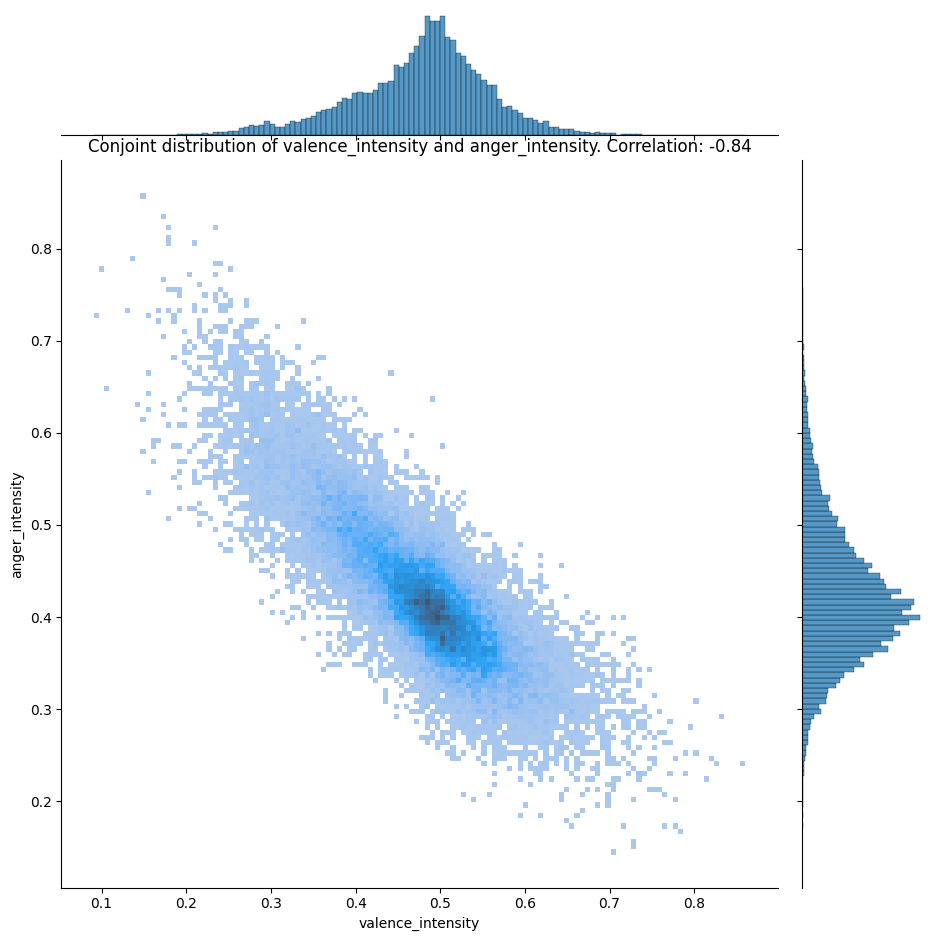 Conjoint distribution of valence_intensity and anger_intensity. Correlation: -0.84
0.8
0.7
0.6
0.5
0.4
0.3
0.2
anger_intensity
0.1 0.2 0.3 0.4 0.5 0.6 0.7 0.8
valence_intensity